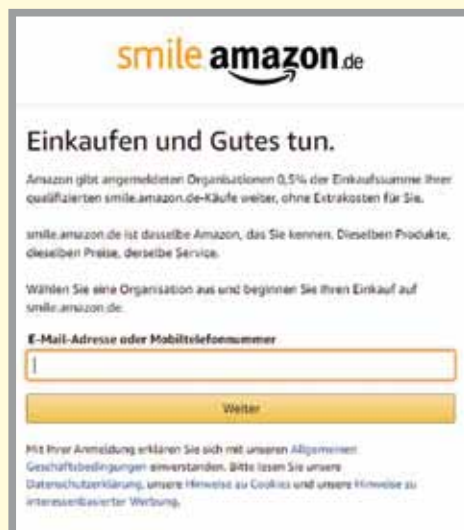 smile.amazon.de
Einkaufen und Gutes tun.
Amazon gibt angemeldeten Organisationen 0,5% der Einkaufssumme Ihrer
qualifizierten smile.amazon.de-Käufe weiter, ohne Extrakosten für Sie.
smile.amazon.de ist dasselbe Amazon, das Sie kennen. Dieselben Produkte,
dieselben Preise, derselbe Service.
Wählen Sie eine Organisation aus und beginnen Sie Ihren Einkauf auf
smile.amazon.de.
E-Mail-Adresse oder Mobiltelefonnummer
Weiter
Mit Ihrer Anmeldung erklären Sie sich mit unseren Allgemeinen
Geschäftsbedingungen einverstanden. Bitte lesen Sie unsere
Datenschutzerklärung, unsere Hinweise zu Cookies und unsere Hinweise zu
interessenbasierter Werbung.